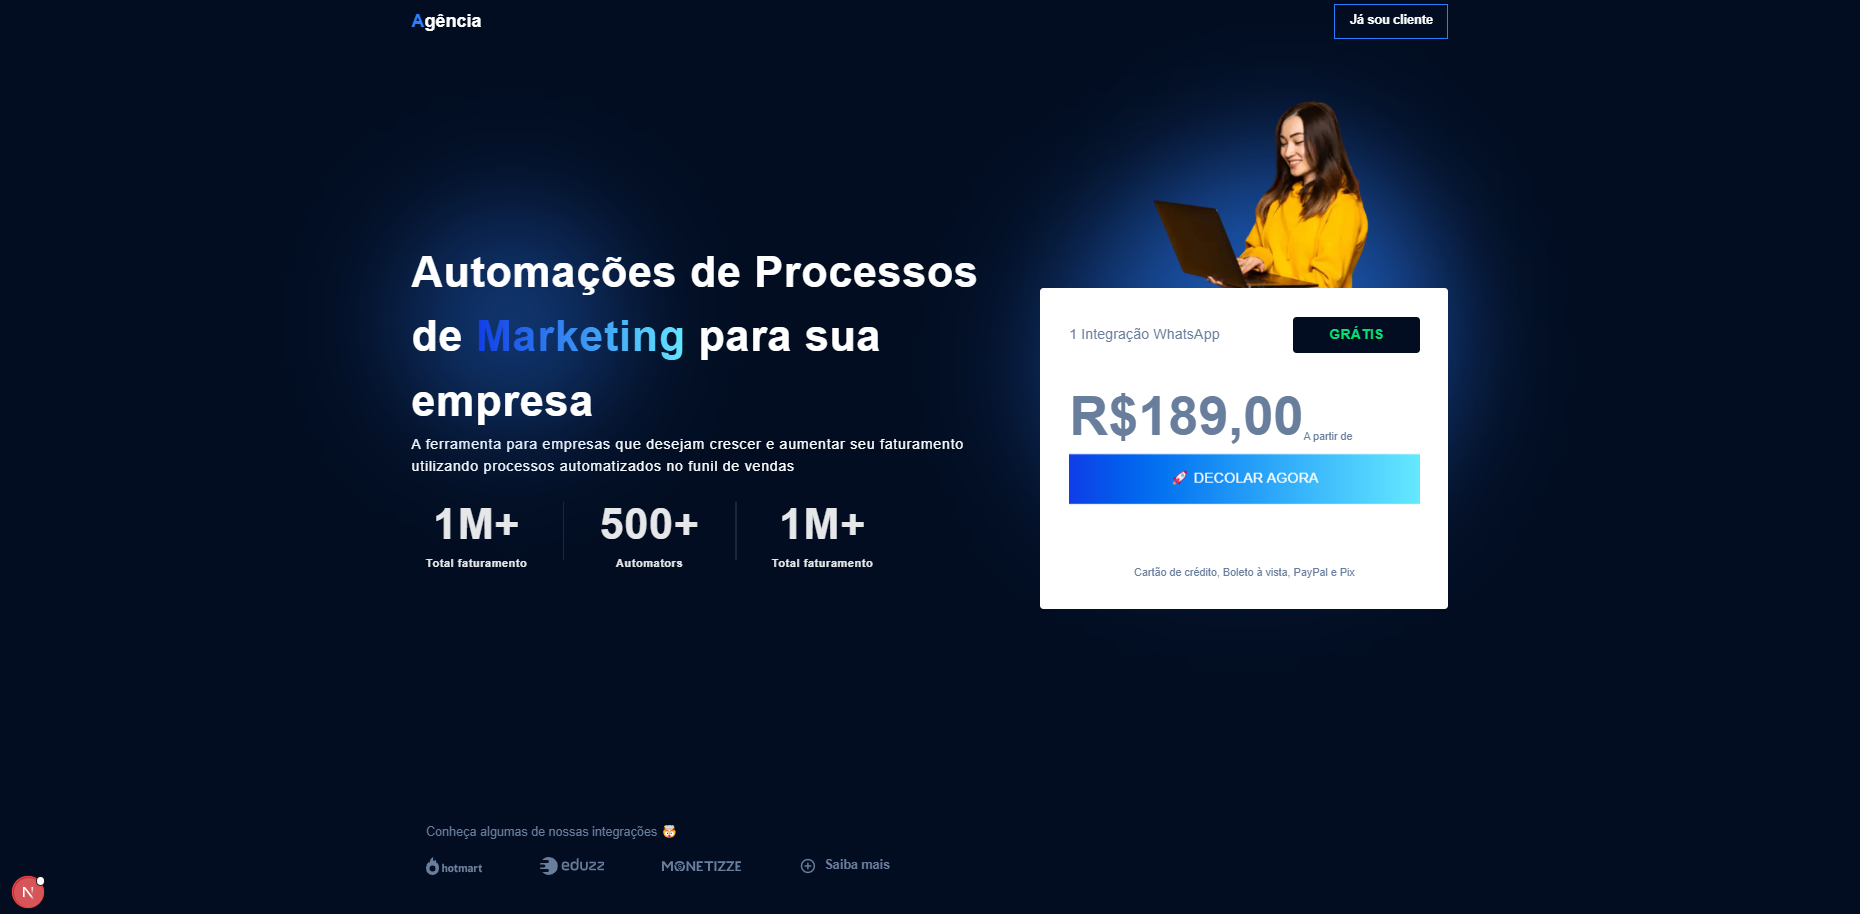 Agência
Já sou cliente
Automações de Processos
de Marketing para sua
empresa
A ferramenta para empresas que desejam crescer e aumentar seu faturamento
utilizando processos automatizados no funil de vendas
1M+
Total faturamento
500+
Automators
1M+
Total faturamento
1 Integração WhatsApp
GRÁTIS
R$189,00 A partir de
🚀 DECOLAR AGORA
Cartão de crédito, Boleto à vista, PayPal e Pix
Conheça algumas de nossas integrações 🤯
hotmart
eduzz
MONETIZZE
Saiba mais
N